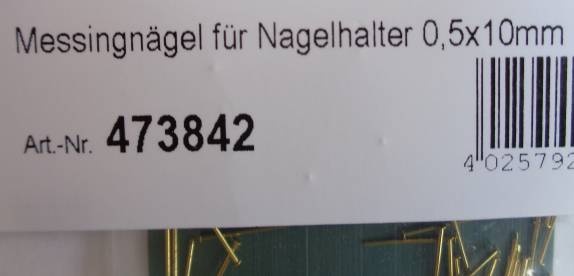 Messingnägel für Nagelhalter 0,5x10mm
Art.-Nr. 473842
4 025792